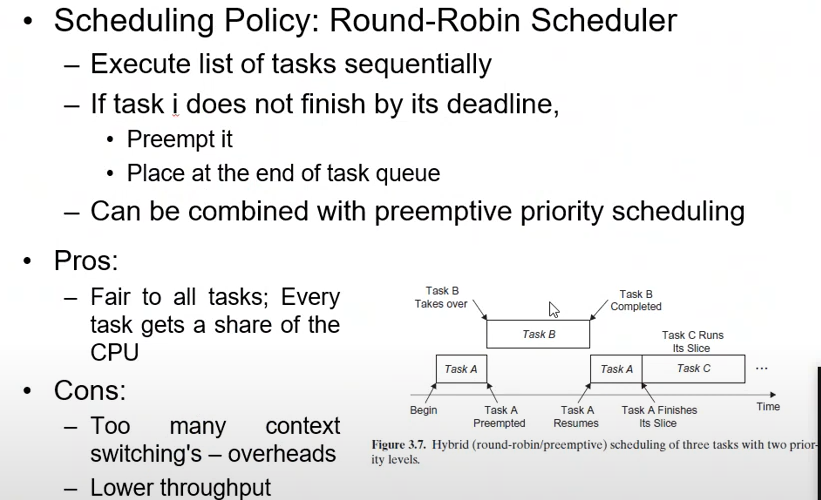 • Scheduling Policy: Round-Robin Scheduler
– Execute list of tasks sequentially
– If task i does not finish by its deadline,
• Preempt it
• Place at the end of task queue
– Can be combined with preemptive priority scheduling
• Pros:
– Fair to all tasks; Every
task gets a share of the
CPU
• Cons:
– Too many context
switching's – overheads
– Lower throughput
Task B
Takes over
Task B
Completed
Task B
Task C Runs
Its Slice
Task A
Task A
Task C
...
Begin
Task A
Preempted
Task A
Resumes
Task A Finishes
Its Slice
Time
Figure 3.7. Hybrid (round-robin/preemptive) scheduling of three tasks with two prior-
ity levels.